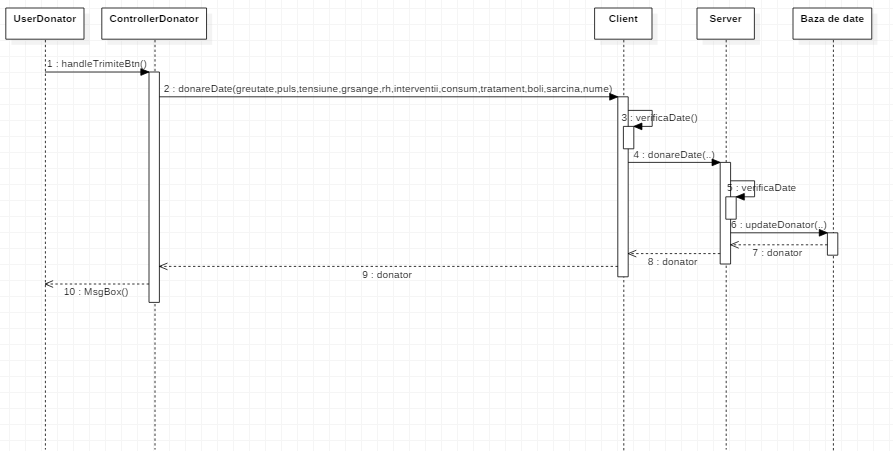 UserDonator
ControllerDonator
Client
Server
Baza de date
1 : handleTrimiteBtn()
2 : donareDate(greutate,puls,tensiune,grsange,rh,interventii,consum,tratament,boli,sarcina,nume)
3 : verificaDate()
4 : donareDate(..)
5 : verificaDate
6 : updateDonator(..)
7 : donator
8 : donator
9 : donator
10 : MsgBox()